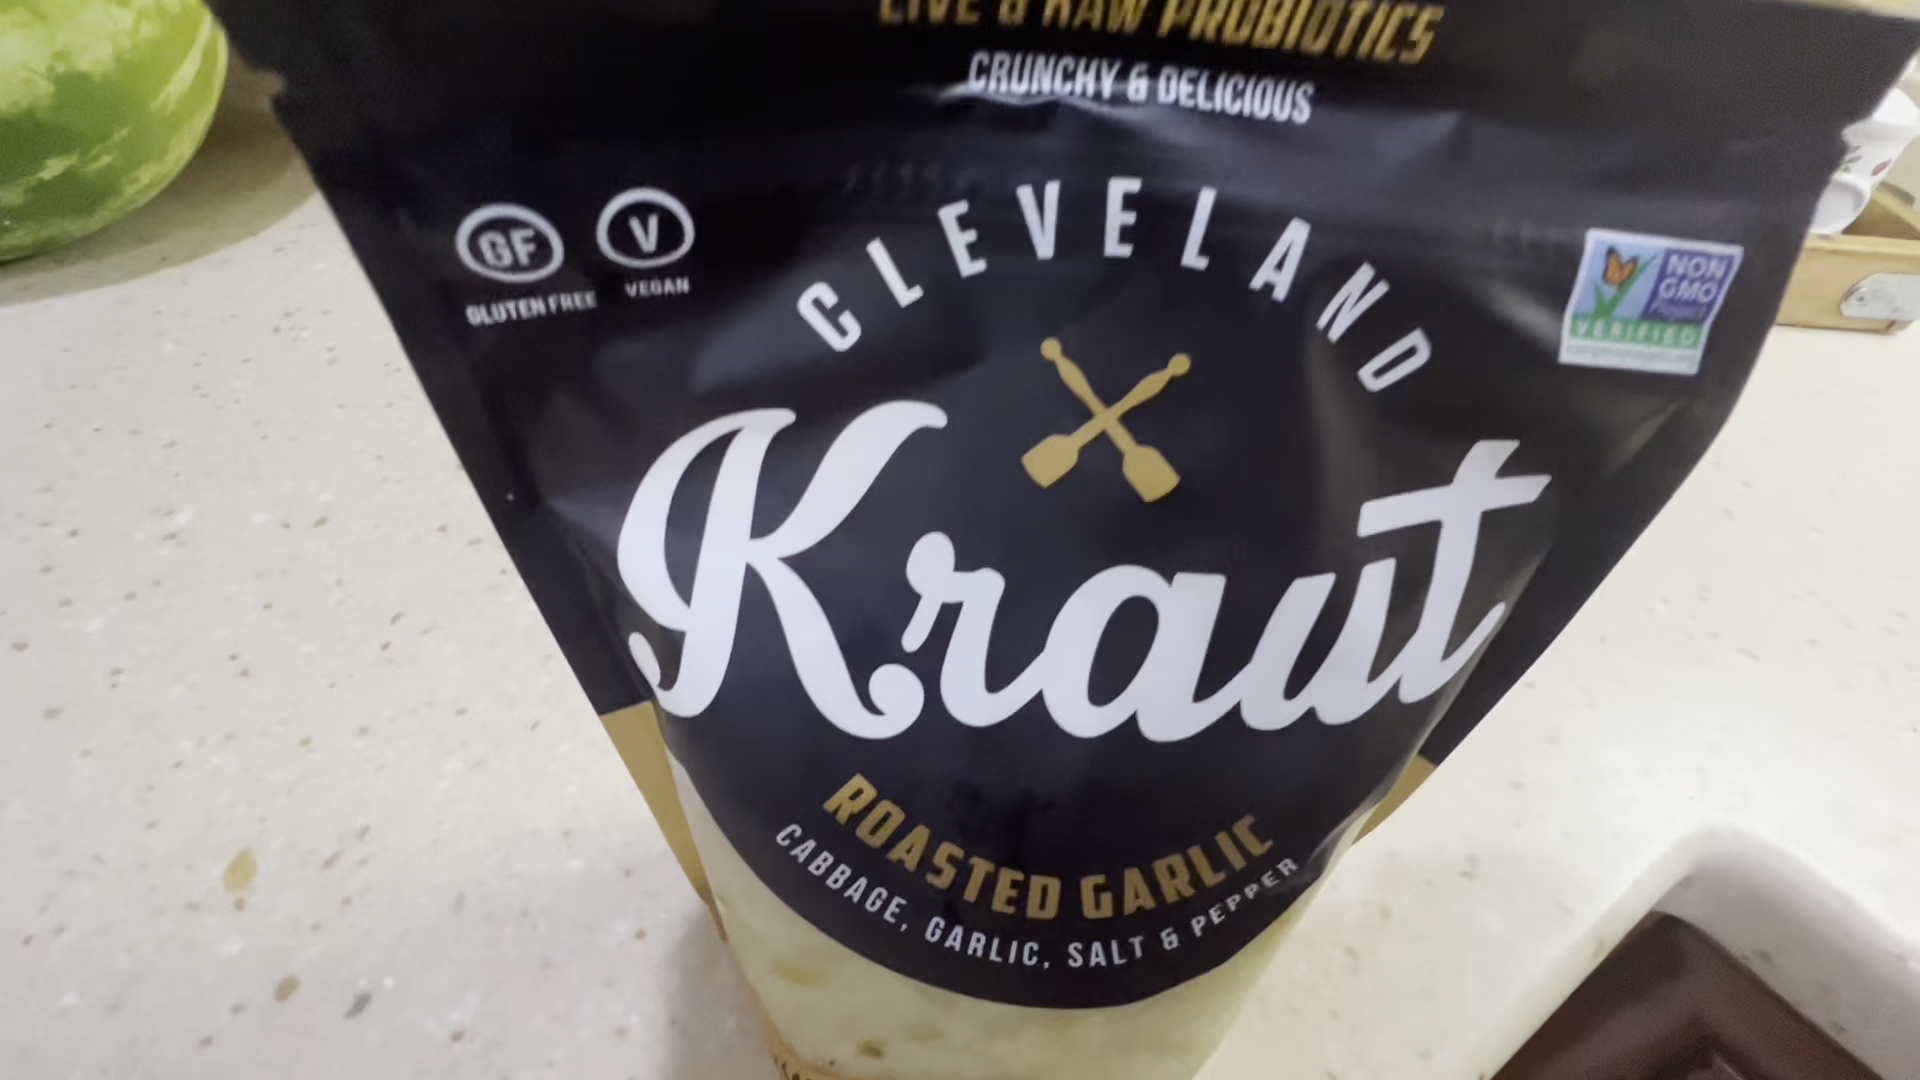 LIVE & RAW PROBIOTICS
CRUNCHY & DELICIOUS
GF
GLUTEN FREE
V
VEGAN
CLEVELAND
NON
GMO
Project
VERIFIED
Kraut
ROASTED GARLIC
CABBAGE, GARLIC, SALT & PEPPER